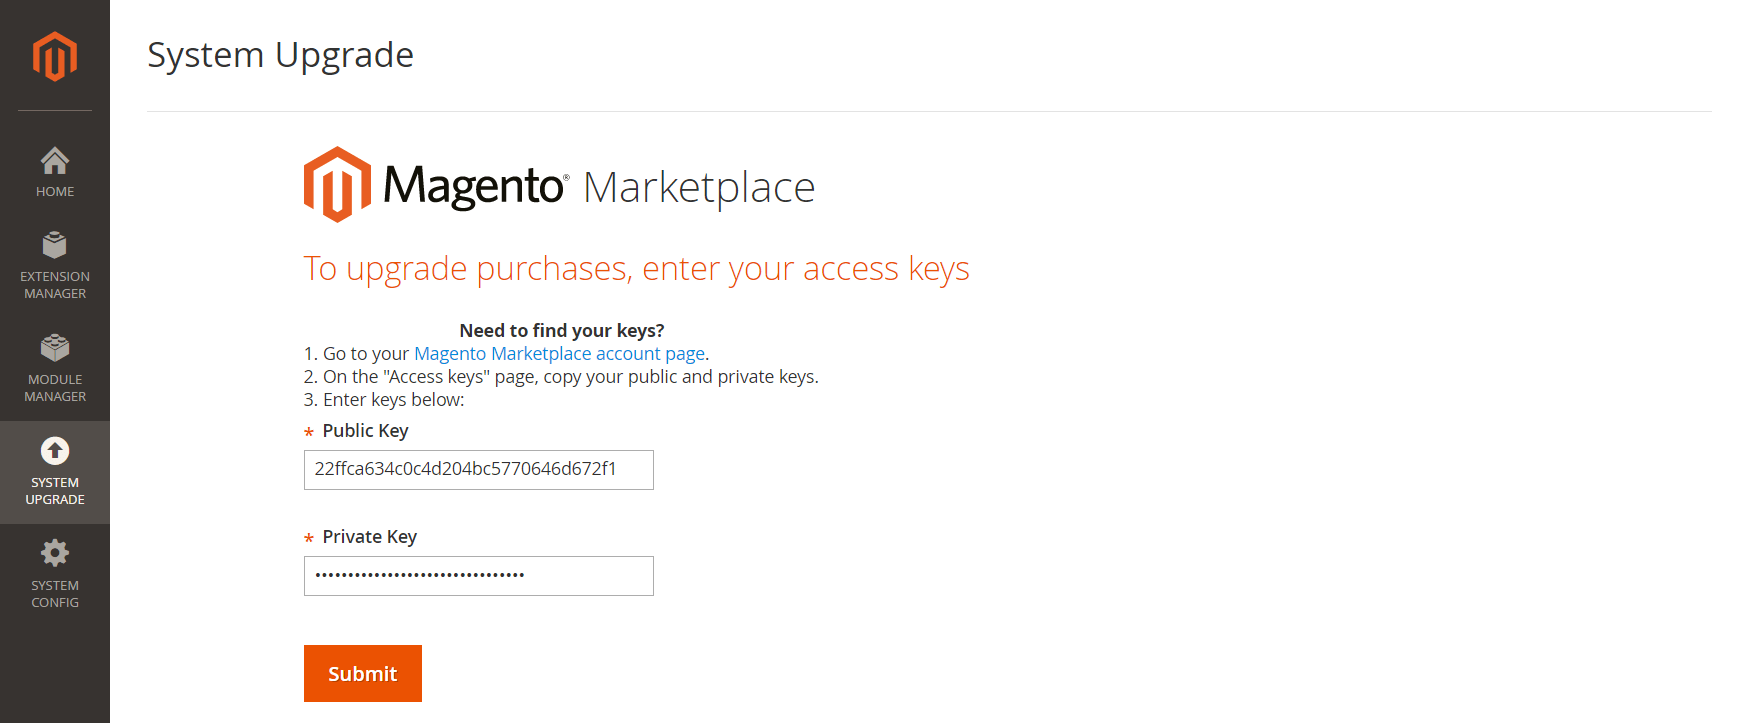 System Upgrade
Magento® Marketplace
HOME
EXTENSION
MANAGER
MODULE
MANAGER
SYSTEM
UPGRADE
SYSTEM
CONFIG
To upgrade purchases, enter your access keys
Need to find your keys?
1. Go to your Magento Marketplace account page.
2. On the "Access keys" page, copy your public and private keys.
3. Enter keys below:
* Public Key
22ffca634c0c4d204bc5770646d672f1
* Private Key
••••••••••••••••••••••••••••••••
Submit